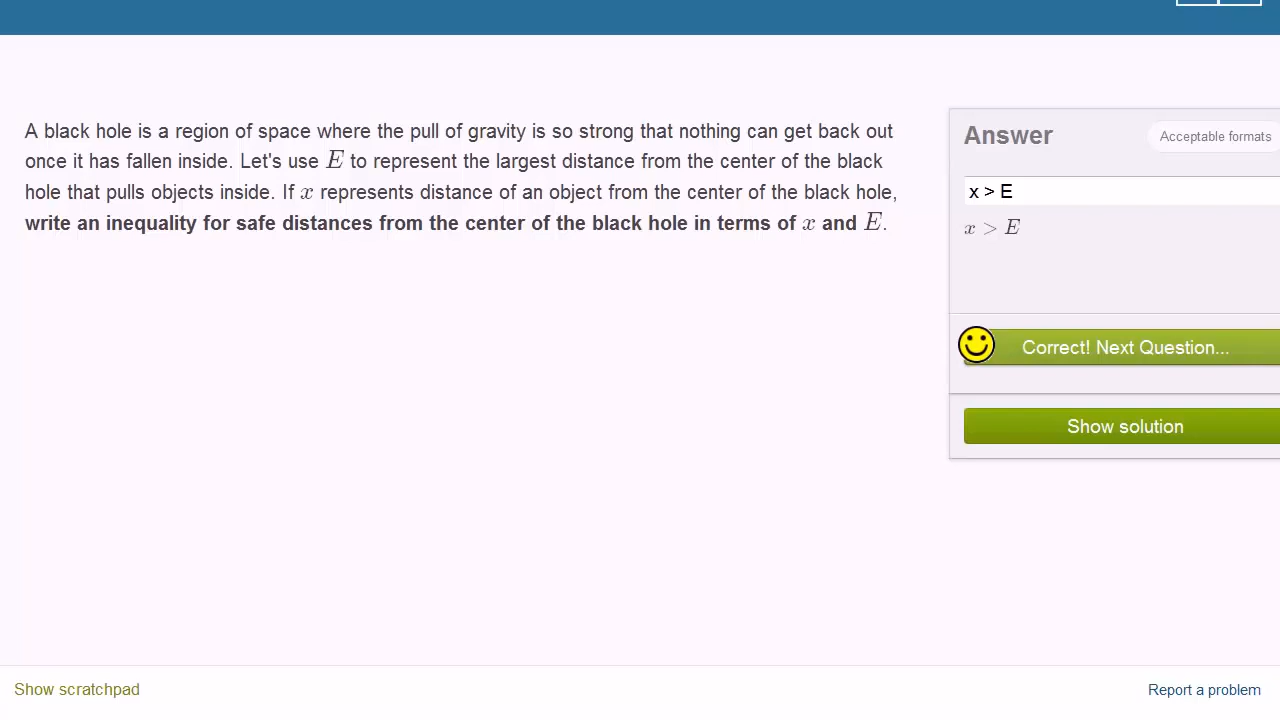 A black hole is a region of space where the pull of gravity is so strong that nothing can get back out
once it has fallen inside. Let's use E to represent the largest distance from the center of the black
hole that pulls objects inside. If x represents distance of an object from the center of the black hole,
write an inequality for safe distances from the center of the black hole in terms of x and E.
Answer
Acceptable formats
x > E
x > E
Correct! Next Question...
Show solution
Show scratchpad
Report a problem